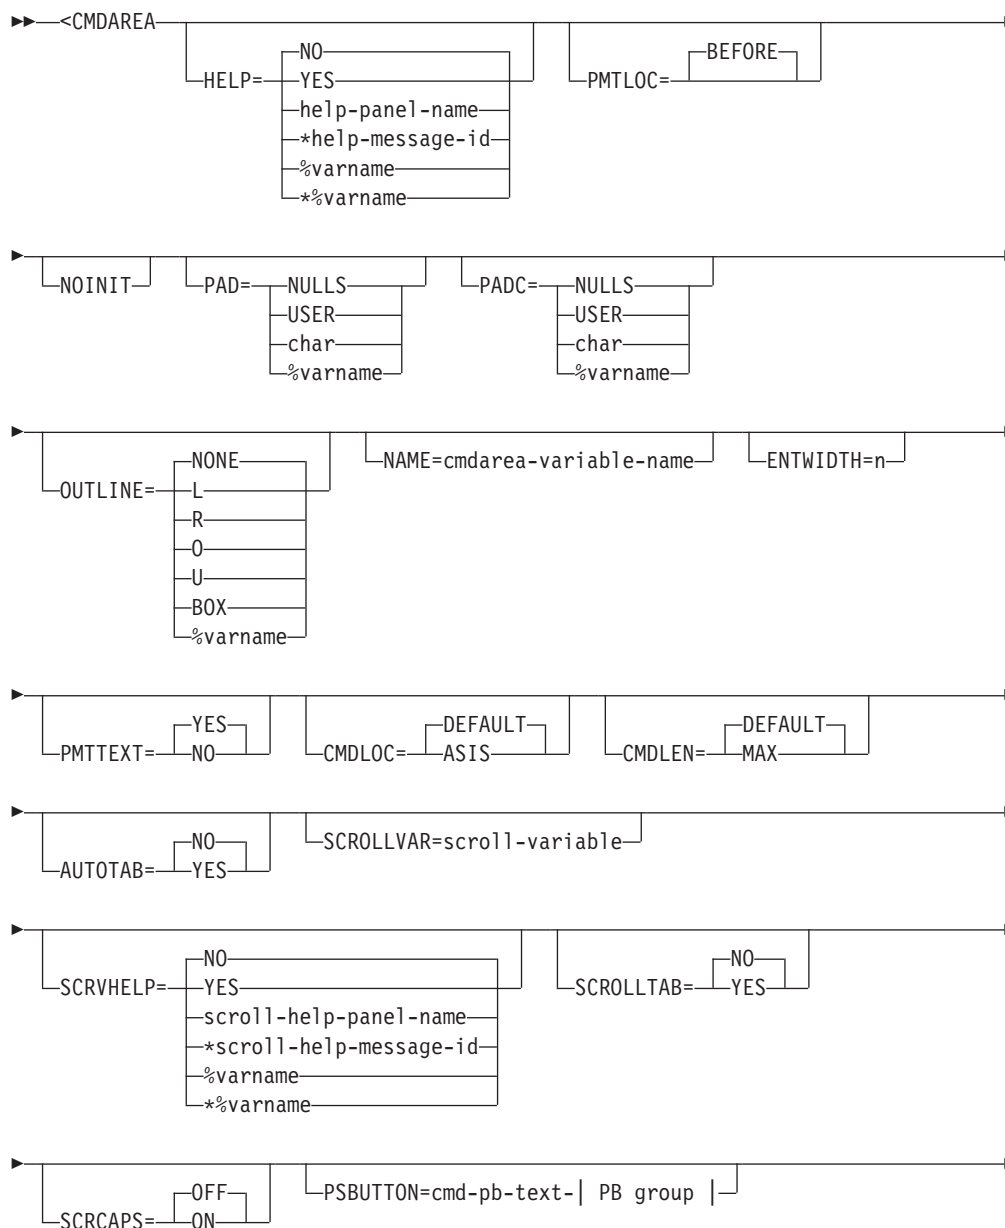 <CMDAREA
NO
BEFORE
HELP= YES PMTLOC=
help-panel-name
*help-message-id
%varname
*%varname
NOINIT PAD= NULLS PADC= NULLS
USER USER
char char
%varname %varname
NONE NAME=cmdarea-variable-name ENTWIDTH=n
OUTLINE= L
R
O
U
BOX
%varname
YES DEFAULT DEFAULT
PMTTEXT= NO CMDLOC= ASIS CMDLEN= MAX
NO SCROLLVAR=scroll-variable
AUTOTAB= YES
NO NO
SCRVHELP= YES SCROLLTAB= YES
scroll-help-panel-name
*scroll-help-message-id
%varname
*%varname
OFF PSBUTTON=cmd-pb-text-| PB group |
SCRCAPS= ON